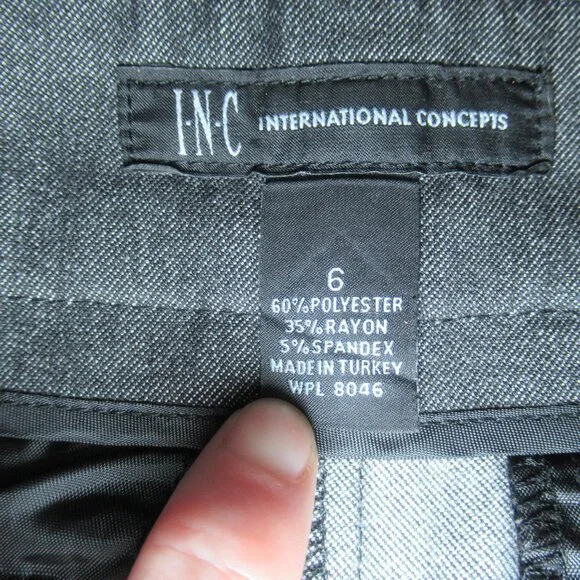 I·N·C INTERNATIONAL CONCEPTS
6
60%POLYESTER
35%RAYON
5%SPANDEX
MADE IN TURKEY
WPL 8046